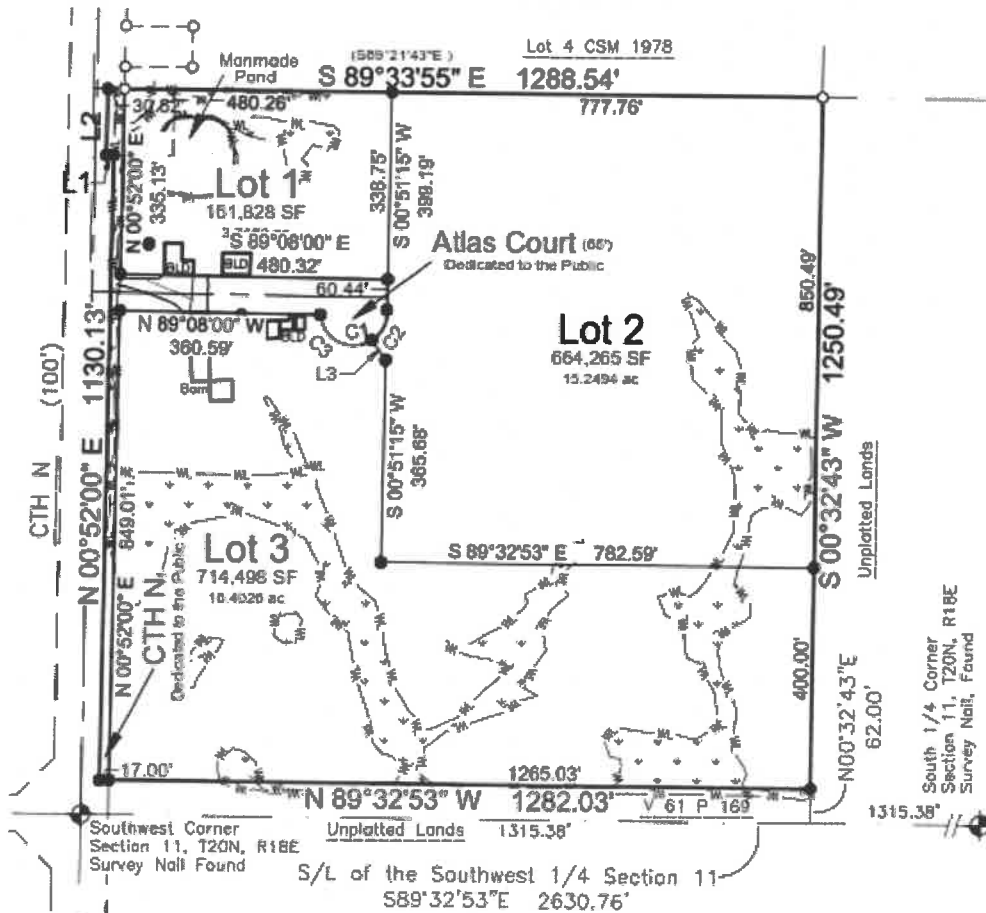 Lot 4 CSM 1978
(S89°21'43"E)
S 89°33'55" E 1288.54'
Manmade
Pond
30.82'
480.26'
777.76'
L2
L1
N 00°52'00" E
335.13'
Lot 1
161,828 SF
S 89°08'00" E
480.32'
338.75'
S 00°51'15" W
399.19'
BLD
BLD
Atlas Court (66')
Dedicated to the Public
60.44'
N 89°08'00" W
360.59'
BLD
Barn
C3
C1
C2
L3
Lot 2
664,265 SF
15.2494 ac
850.49'
1250.49'
S 00°32'43" W
Unplatted Lands
CTH N
(100')
N 00°52'00" E 1130.13'
S 00°51'15" W
365.68'
S 89°32'53" E 782.59'
Lot 3
714,496 SF
16.4026 ac
N 00°52'00" E 849.01'
CTH N
Dedicated to the Public
400.00'
N00°32'43"E
62.00'
South 1/4 Corner
Section 11, T20N, R18E
Survey Nail, Found
17.00'
1265.03'
N 89°32'53" W 1282.03'
V 61 P 169
Unplatted Lands
1315.38'
1315.38'
Southwest Corner
Section 11, T20N, R18E
Survey Nail Found
S/L of the Southwest 1/4 Section 11
S89°32'53"E 2630.76'